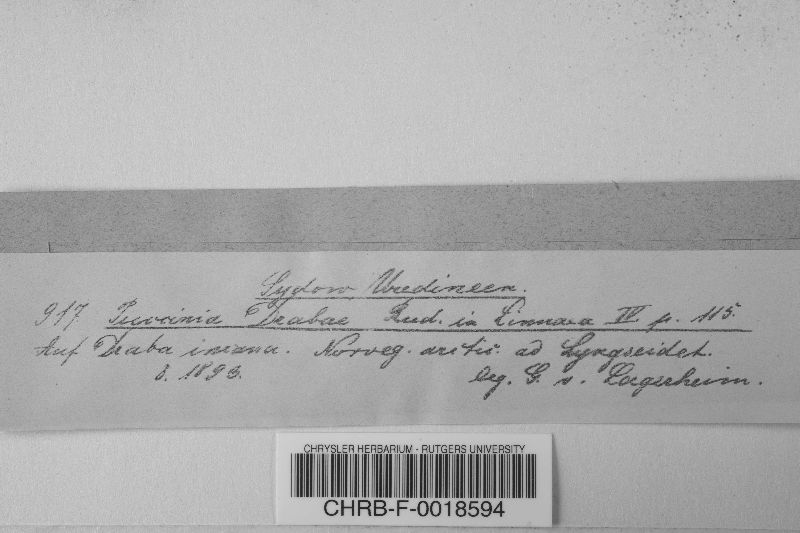 Sydow Uredineen.
917 Puccinia Drabae Rud. in Linnaea IV p. 115.
Auf Draba incana. Norveg. arctic. ad Lyngseidet.
8. 1893.
leg. G. v. Lagerheim.
CHRYSLER HERBARIUM - RUTGERS UNIVERSITY
CHRB-F-0018594